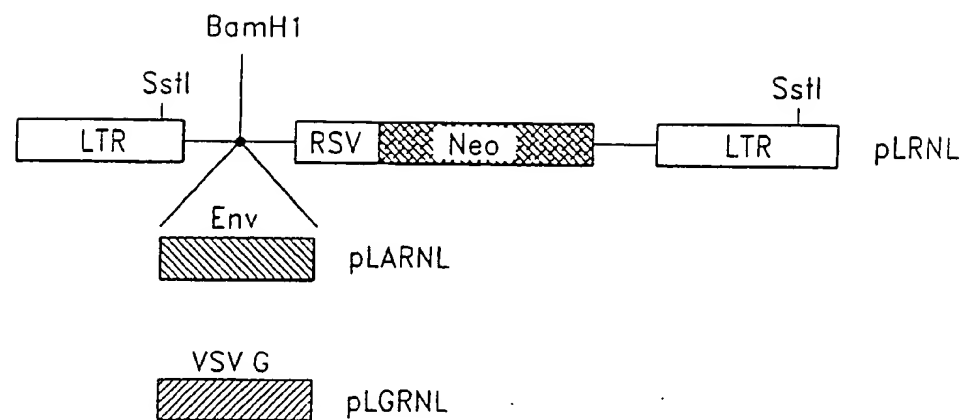 BamH1
SstI
SstI
LTR
RSV
Neo
LTR
pLRNL
Env
pLARNL
VSV G
pLGRNL